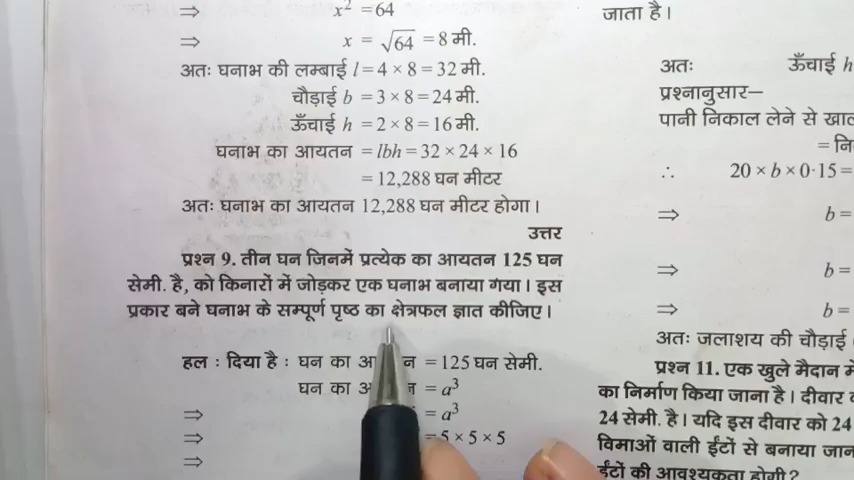 ⇒ x² = 64
⇒ x = √64 = 8 मी.
अतः घनाभ की लम्बाई l = 4 × 8 = 32 मी.
चौड़ाई b = 3 × 8 = 24 मी.
ऊँचाई h = 2 × 8 = 16 मी.
घनाभ का आयतन = lbh = 32 × 24 × 16
= 12,288 घन मीटर
अतः घनाभ का आयतन 12,288 घन मीटर होगा।
उत्तर
प्रश्न 9. तीन घन जिनमें प्रत्येक का आयतन 125 घन
सेमी. है, को किनारों में जोड़कर एक घनाभ बनाया गया। इस
प्रकार बने घनाभ के सम्पूर्ण पृष्ठ का क्षेत्रफल ज्ञात कीजिए।
हल : दिया है : घन का = 125 घन सेमी.
घन का = a³
⇒ = a³
⇒ = 5 × 5 × 5
⇒
जाता है।
अतः ऊँचाई h
प्रश्नानुसार—
पानी निकाल लेने से
=
∴ 20 × b × 0·15 =
⇒ b =
⇒ b =
⇒ b =
अतः जलाशय की चौड़ाई
प्रश्न 11. एक खुले मैदान में
का निर्माण किया जाना है। दीवार
24 सेमी. है। यदि इस दीवार को 24
विमाओं वाली ईंटों से बनाया
ईंटों की आवश्यकता होगी?